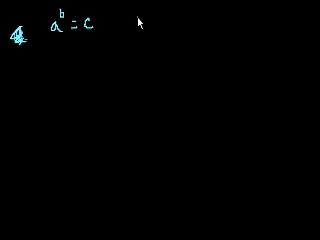 a^b = c